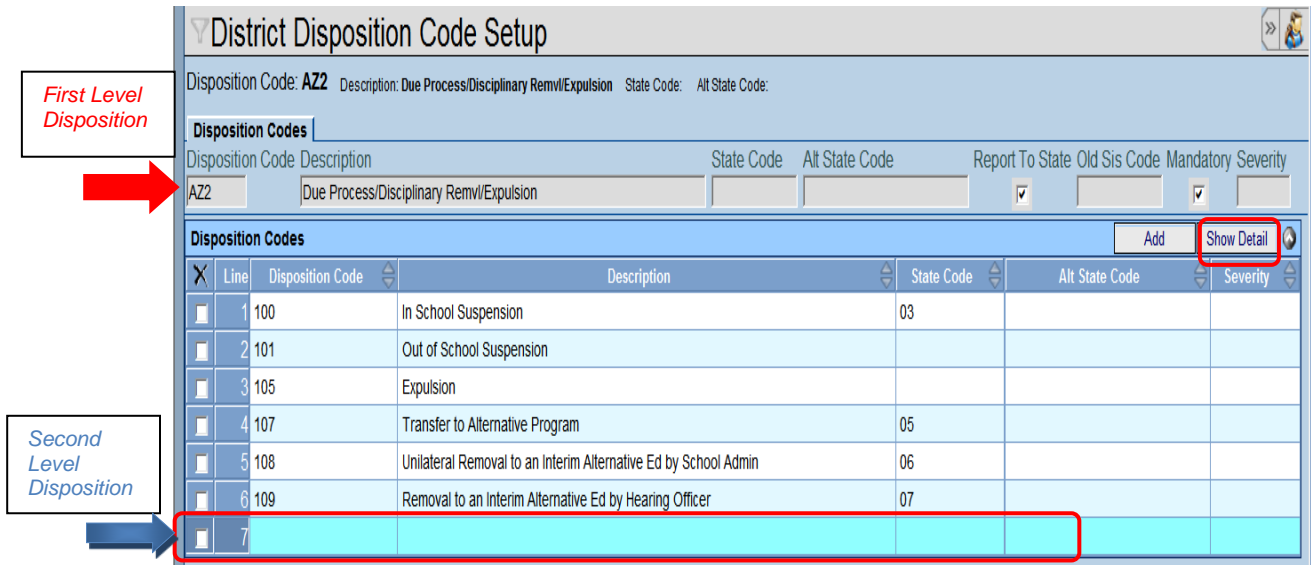 District Disposition Code Setup
»
First Level
Disposition
Disposition Code: AZ2 Description: Due Process/Disciplinary Remvl/Expulsion State Code: Alt State Code:
Disposition Codes
Disposition Code Description State Code Alt State Code Report To State Old Sis Code Mandatory Severity
AZ2 Due Process/Disciplinary Remvl/Expulsion
Disposition Codes Add Show Detail
X Line Disposition Code Description State Code Alt State Code Severity
1 100 In School Suspension 03
2 101 Out of School Suspension
3 105 Expulsion
4 107 Transfer to Alternative Program 05
5 108 Unilateral Removal to an Interim Alternative Ed by School Admin 06
6 109 Removal to an Interim Alternative Ed by Hearing Officer 07
7
Second
Level
Disposition